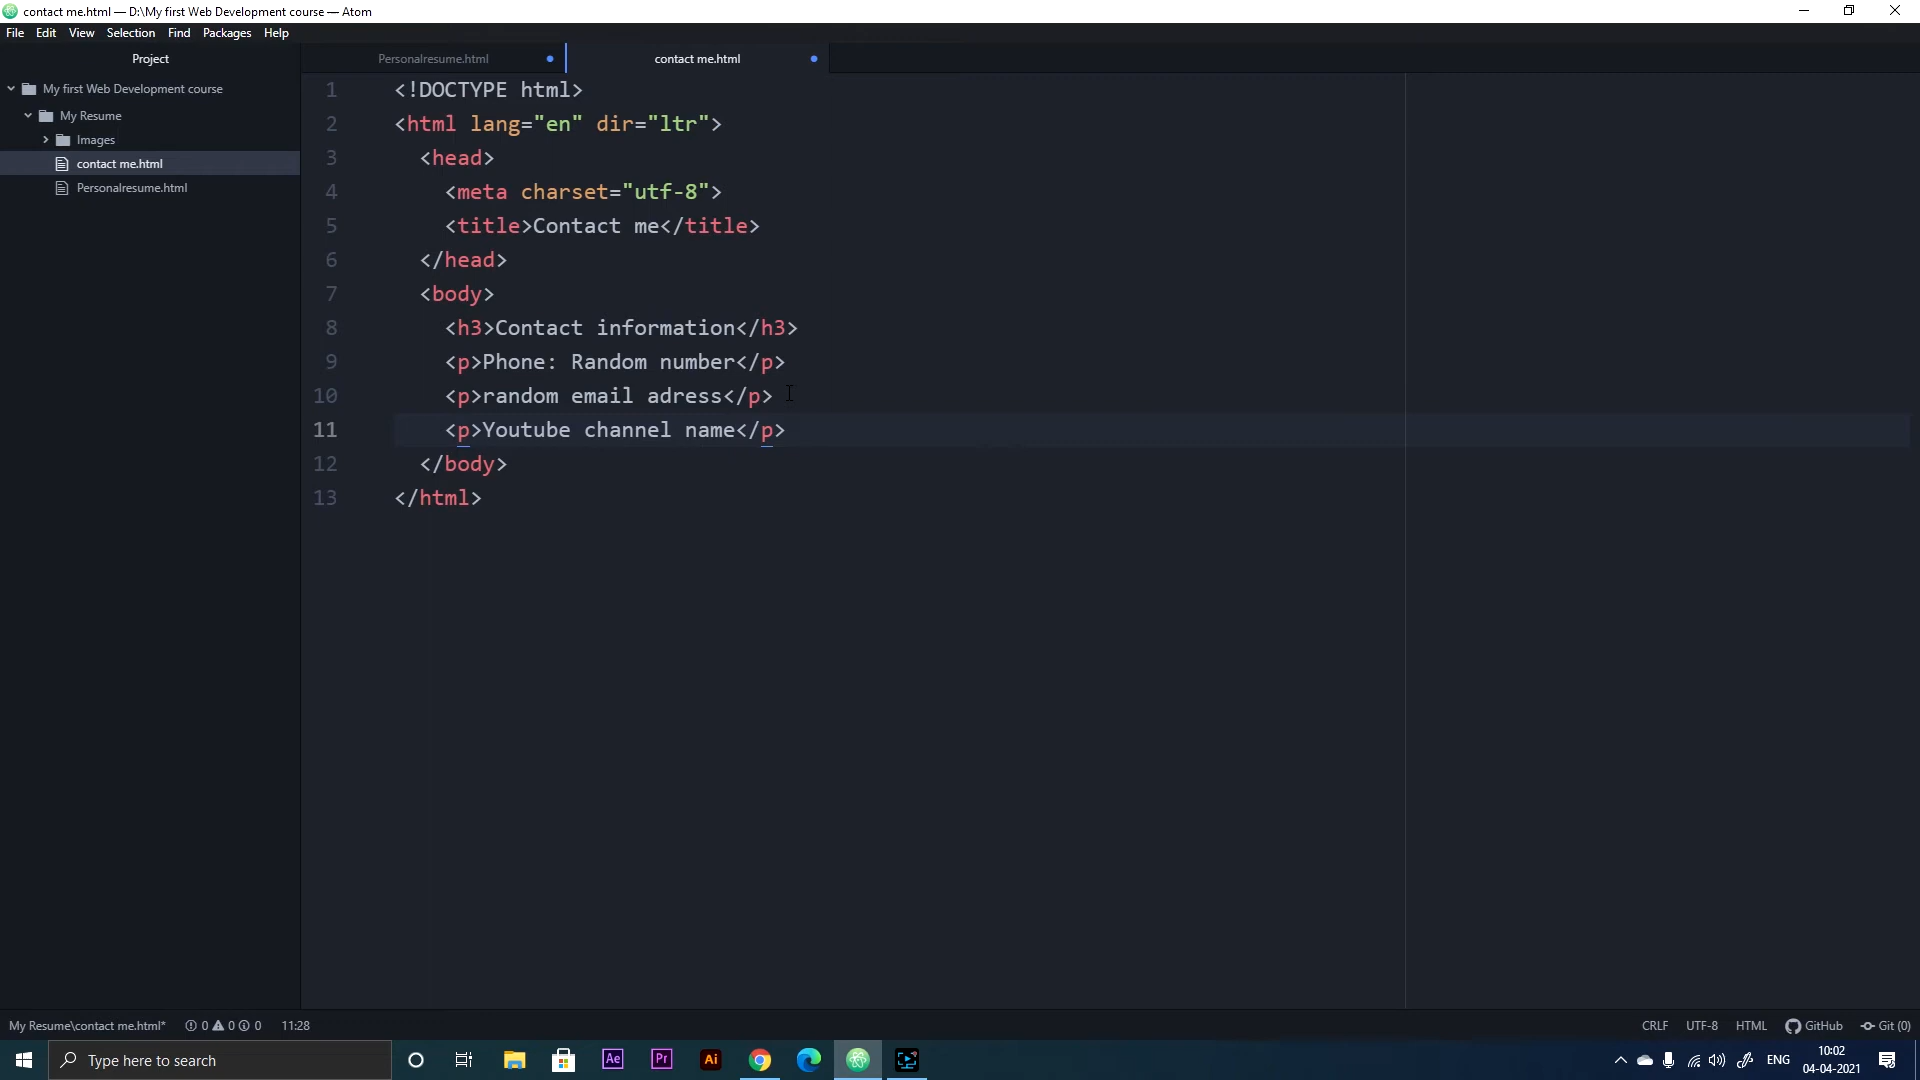 contact me.html — D:\My first Web Development course — Atom
File Edit View Selection Find Packages Help
Project
Personalresume.html
contact me.html
My first Web Development course
My Resume
Images
contact me.html
Personalresume.html
1 <!DOCTYPE html>
2 <html lang="en" dir="ltr">
3 <head>
4 <meta charset="utf-8">
5 <title>Contact me</title>
6 </head>
7 <body>
8 <h3>Contact information</h3>
9 <p>Phone: Random number</p>
10 <p>random email adress</p>
11 <p>Youtube channel name</p>
12 </body>
13 </html>
My Resume\contact me.html* 0 0 0 11:28 CRLF UTF-8 HTML GitHub Git (0)
Type here to search Ae Pr Ai ENG 10:02
04-04-2021